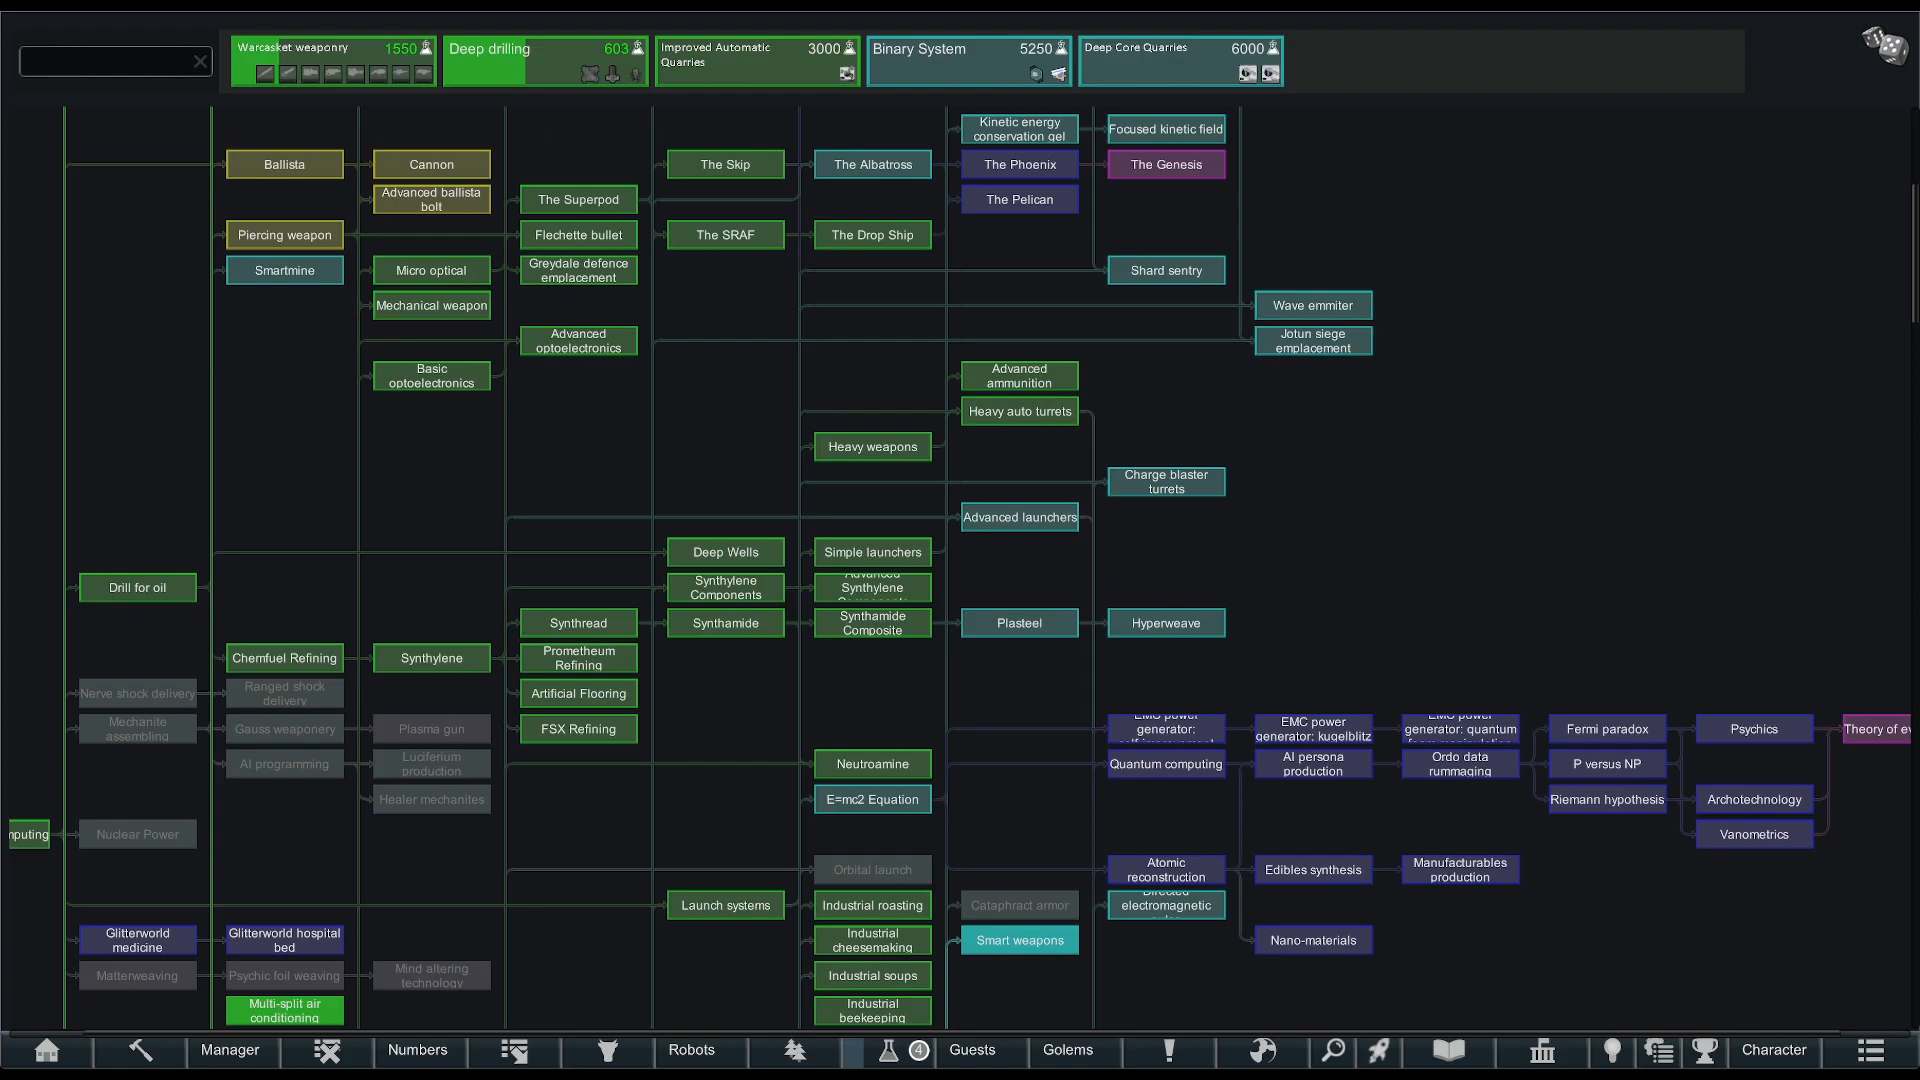 Warcasket weaponry 1550
Deep drilling 603
Improved Automatic Quarries 3000
Binary System 5250
Deep Core Quarries 6000
Kinetic energy conservation gel
Focused kinetic field
Ballista
Cannon
The Skip
The Albatross
The Phoenix
The Genesis
Advanced ballista bolt
The Superpod
The Pelican
Piercing weapon
Flechette bullet
The SRAF
The Drop Ship
Smartmine
Micro optical
Greydale defence emplacement
Shard sentry
Mechanical weapon
Wave emmiter
Advanced optoelectronics
Jotun siege emplacement
Basic optoelectronics
Advanced ammunition
Heavy auto turrets
Heavy weapons
Charge blaster turrets
Advanced launchers
Deep Wells
Simple launchers
Drill for oil
Synthylene Components
Advanced Synthylene Components
Synthread
Synthamide
Synthamide Composite
Plasteel
Hyperweave
Chemfuel Refining
Synthylene
Prometheum Refining
Nerve shock delivery
Ranged shock delivery
Artificial Flooring
Mechanite assembling
Gauss weaponery
Plasma gun
FSX Refining
EMC power generator:
EMC power generator: kugelblitz
EMC power generator: quantum
Fermi paradox
Psychics
Theory of ev
AI programming
Luciferium production
Neutroamine
Quantum computing
AI persona production
Ordo data rummaging
P versus NP
Healer mechanites
E=mc2 Equation
Riemann hypothesis
Archotechnology
mputing
Nuclear Power
Vanometrics
Orbital launch
Atomic reconstruction
Edibles synthesis
Manufacturables production
Launch systems
Industrial roasting
Cataphract armor
Directed electromagnetic
Glitterworld medicine
Glitterworld hospital bed
Industrial cheesemaking
Smart weapons
Nano-materials
Matterweaving
Psychic foil weaving
Mind altering technology
Industrial soups
Multi-split air conditioning
Industrial beekeeping
Manager
Numbers
Robots
4
Guests
Golems
Character